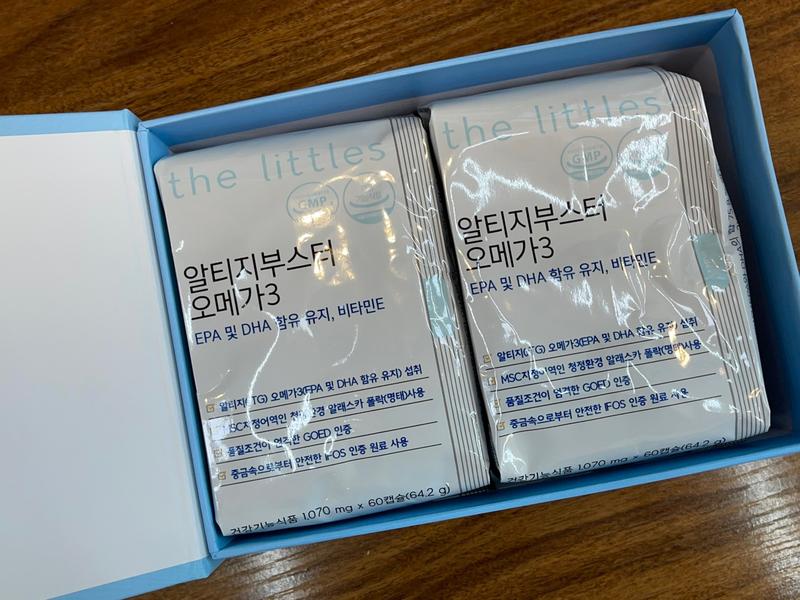 the littles
GMP
알티지부스터
오메가3
EPA 및 DHA 함유 유지, 비타민E
알티지(rTG) 오메가3(EPA 및 DHA 함유 유지) 섭취
MSC지정어역인 청정환경 알래스카 폴락(명태)사용
품질조건이 엄격한 GOED 인증
중금속으로부터 안전한 IFOS 인증 원료 사용
건강기능식품 1,070 mg x 60캡슐(64.2 g)
the littles
GMP
알티지부스터
오메가3
EPA 및 DHA 함유 유지, 비타민E
알티지(rTG) 오메가3(EPA 및 DHA 함유 유지) 섭취
MSC지정어역인 청정환경 알래스카 폴락(명태)사용
품질조건이 엄격한 GOED 인증
중금속으로부터 안전한 IFOS 인증 원료 사용
건강기능식품 1,070 mg x 60캡슐(64.2 g)